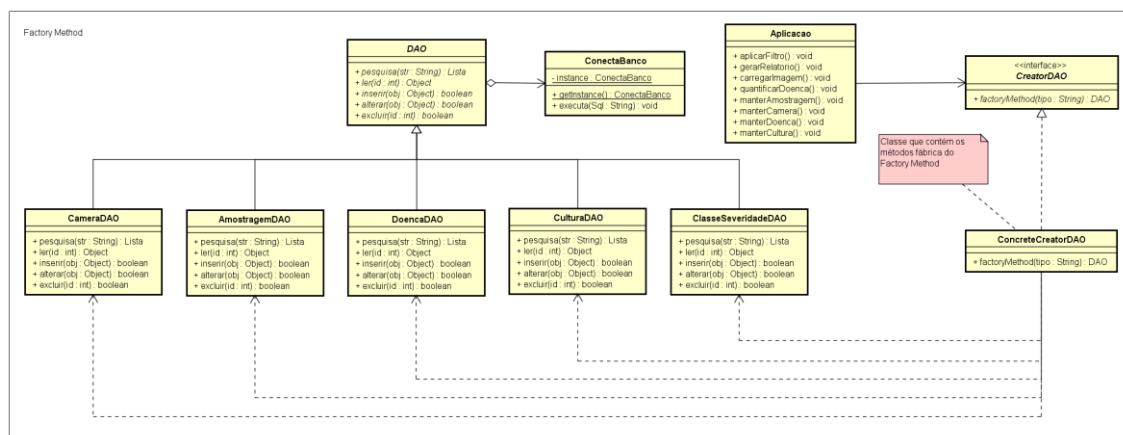 Factory Method
DAO
+ pesquisa(str : String) : Lista
+ ler(id : int) : Object
+ inserir(obj : Object) : boolean
+ alterar(obj : Object) : boolean
+ excluir(id : int) : boolean
ConectaBanco
- instance : ConectaBanco
+ getInstance() : ConectaBanco
+ executa(Sql : String) : void
Aplicacao
+ aplicarFiltro() : void
+ gerarRelatorio() : void
+ carregarImagem() : void
+ quantificarDoenca() : void
+ manterAmostragem() : void
+ manterCamera() : void
+ manterDoenca() : void
+ manterCultura() : void
<<interface>>
CreatorDAO
+ factoryMethod(tipo : String) : DAO
Classe que contém os
métodos fábrica do
Factory Method
CameraDAO
+ pesquisa(str : String) : Lista
+ ler(id : int) : Object
+ inserir(obj : Object) : boolean
+ alterar(obj : Object) : boolean
+ excluir(id : int) : boolean
AmostragemDAO
+ pesquisa(str : String) : Lista
+ ler(id : int) : Object
+ inserir(obj : Object) : boolean
+ alterar(obj : Object) : boolean
+ excluir(id : int) : boolean
DoencaDAO
+ pesquisa(str : String) : Lista
+ ler(id : int) : Object
+ inserir(obj : Object) : boolean
+ alterar(obj : Object) : boolean
+ excluir(id : int) : boolean
CulturaDAO
+ pesquisa(str : String) : Lista
+ ler(id : int) : Object
+ inserir(obj : Object) : boolean
+ alterar(obj : Object) : boolean
+ excluir(id : int) : boolean
ClasseSeveridadeDAO
+ pesquisa(str : String) : Lista
+ ler(id : int) : Object
+ inserir(obj : Object) : boolean
+ alterar(obj : Object) : boolean
+ excluir(id : int) : boolean
ConcreteCreatorDAO
+ factoryMethod(tipo : String) : DAO